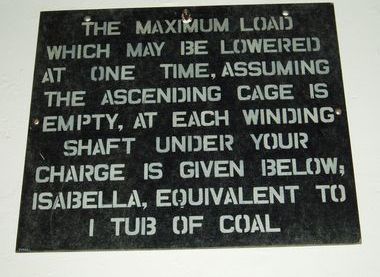 THE MAXIMUM LOAD
WHICH MAY BE LOWERED
AT ONE TIME, ASSUMING
THE ASCENDING CAGE IS
EMPTY, AT EACH WINDING
SHAFT UNDER YOUR
CHARGE IS GIVEN BELOW,
ISABELLA, EQUIVALENT TO
1 TUB OF COAL